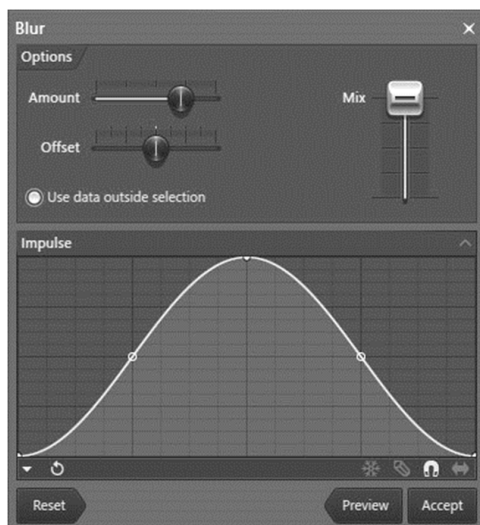 Blur
Options
Amount
Mix
Offset
Use data outside selection
Impulse
Reset
Preview
Accept